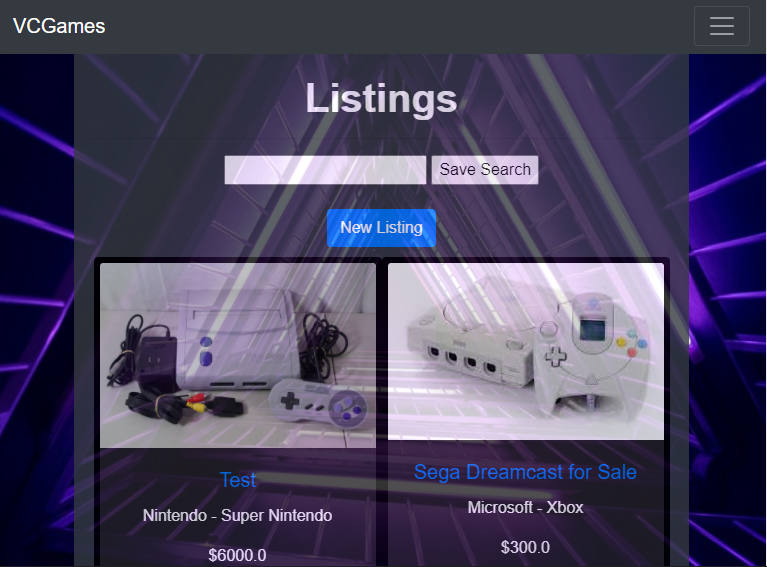 VCGames
Listings
Save Search
New Listing
Test
Nintendo - Super Nintendo
$6000.0
Sega Dreamcast for Sale
Microsoft - Xbox
$300.0